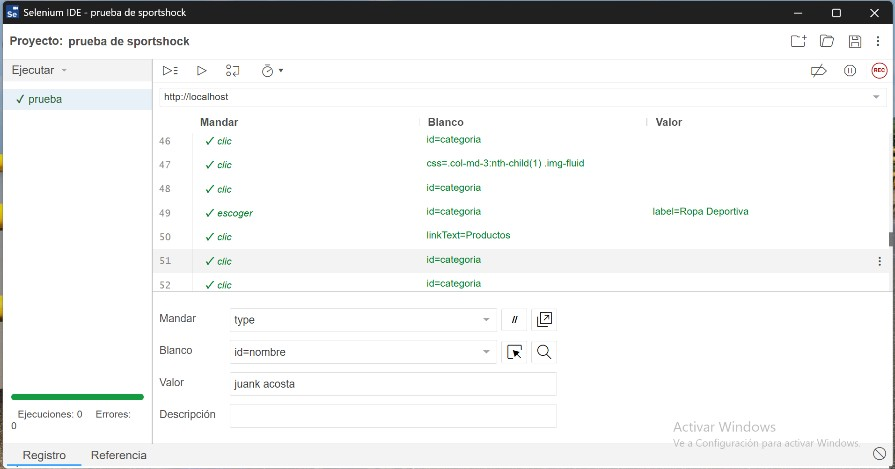 Se Selenium IDE - prueba de sportshock
Proyecto: prueba de sportshock
Ejecutar
REC
✓ prueba
http://localhost
Mandar Blanco Valor
46 ✓ clic id=categoria
47 ✓ clic css=.col-md-3:nth-child(1) .img-fluid
48 ✓ clic id=categoria
49 ✓ escoger id=categoria label=Ropa Deportiva
50 ✓ clic linkText=Productos
51 ✓ clic id=categoria
52 ✓ clic id=categoria
Mandar type //
Blanco id=nombre
Valor juank acosta
Descripción
Ejecuciones: 0 Errores:
0
Activar Windows
Ve a Configuración para activar Windows.
Registro Referencia